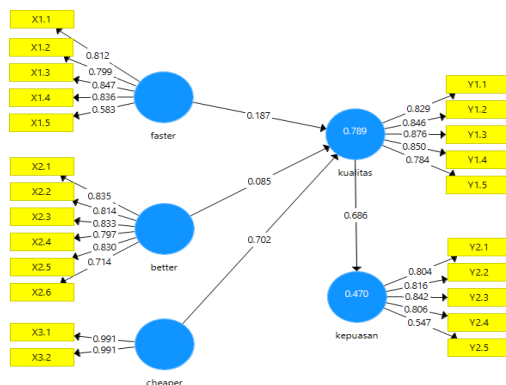 X1.1
X1.2
X1.3
X1.4
X1.5
0.812
0.799
0.847
0.836
0.583
faster
X2.1
X2.2
X2.3
X2.4
X2.5
X2.6
0.835
0.814
0.833
0.797
0.830
0.714
better
X3.1
X3.2
0.991
0.991
cheaper
0.187
0.085
0.702
0.789
kualitas
0.829
0.846
0.876
0.850
0.784
Y1.1
Y1.2
Y1.3
Y1.4
Y1.5
0.686
0.470
kepuasan
0.804
0.816
0.842
0.806
0.547
Y2.1
Y2.2
Y2.3
Y2.4
Y2.5